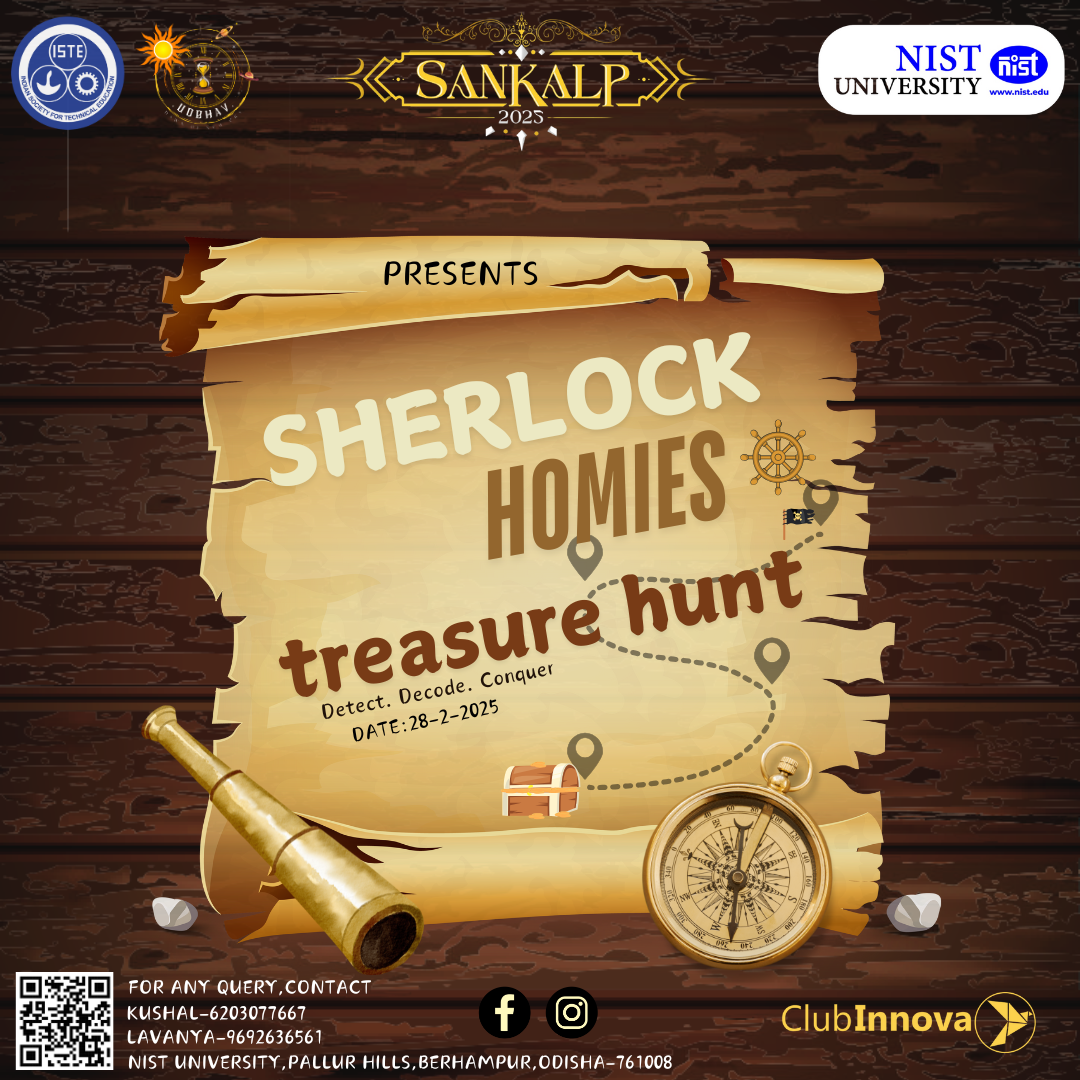 ISTE
INDIAN SOCIETY FOR TECHNICAL EDUCATION
UDBHAV
SANKALP
2025
NIST
UNIVERSITY
nist
www.nist.edu
PRESENTS
SHERLOCK
HOMIES
treasure hunt
Detect. Decode. Conquer
DATE:28-2-2025
FOR ANY QUERY,CONTACT
KUSHAL-6203077667
LAVANYA-9692636561
NIST UNIVERSITY,PALLUR HILLS,BERHAMPUR,ODISHA-761008
ClubInnova